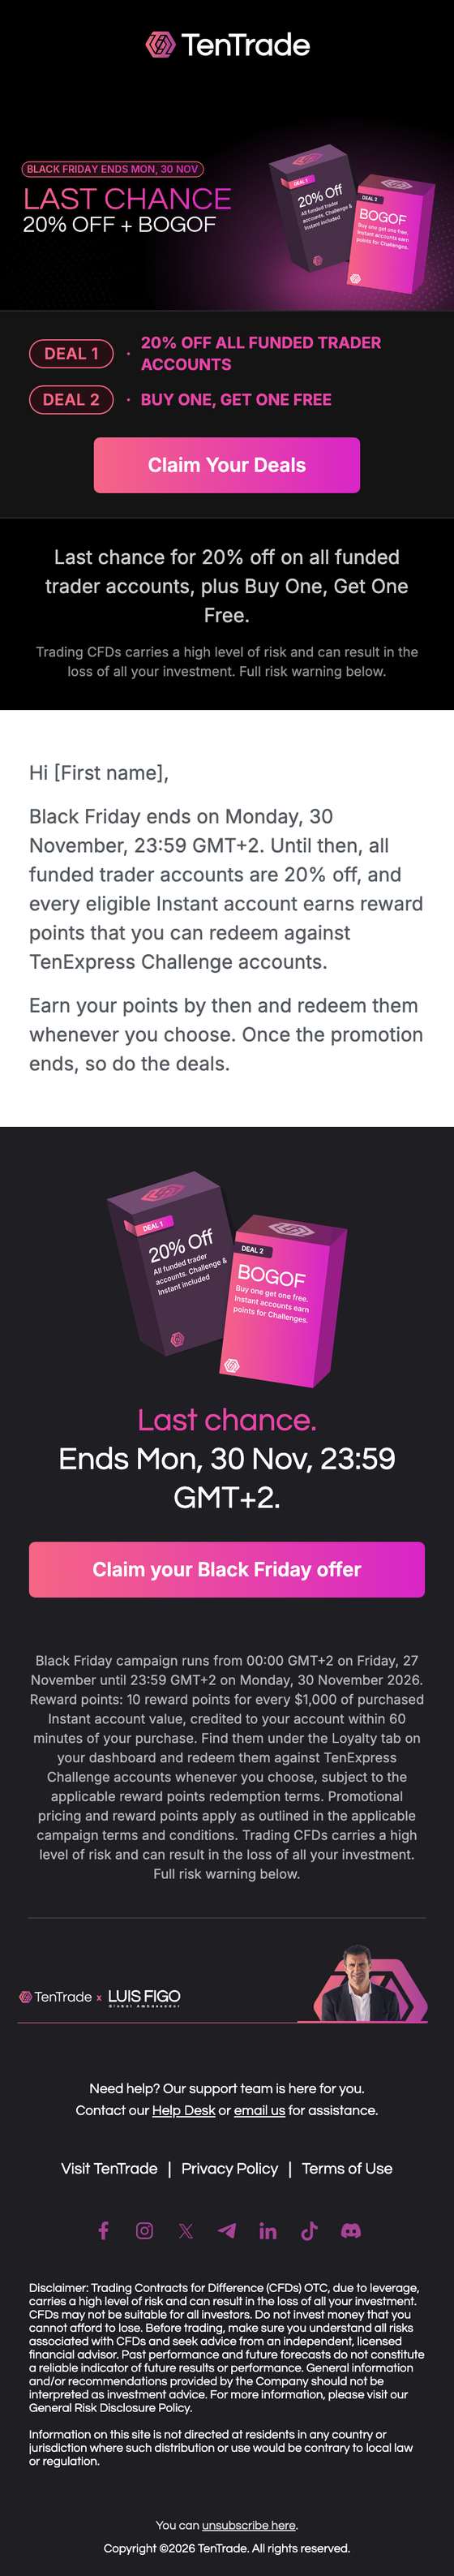 TenTrade
BLACK FRIDAY ENDS MON, 30 NOV
LAST CHANCE
20% OFF + BOGOF
DEAL 1
20% Off
All funded trader
accounts. Challenge &
Instant included
DEAL 2
BOGOF
Buy one get one free.
Instant accounts earn
points for Challenges.
DEAL 1 · 20% OFF ALL FUNDED TRADER
ACCOUNTS
DEAL 2 · BUY ONE, GET ONE FREE
Claim Your Deals
Last chance for 20% off on all funded
trader accounts, plus Buy One, Get One
Free.
Trading CFDs carries a high level of risk and can result in the
loss of all your investment. Full risk warning below.
Hi [First name],
Black Friday ends on Monday, 30
November, 23:59 GMT+2. Until then, all
funded trader accounts are 20% off, and
every eligible Instant account earns reward
points that you can redeem against
TenExpress Challenge accounts.
Earn your points by then and redeem them
whenever you choose. Once the promotion
ends, so do the deals.
DEAL 1
20% Off
All funded trader
accounts. Challenge &
Instant included
DEAL 2
BOGOF
Buy one get one free.
Instant accounts earn
points for Challenges.
Last chance.
Ends Mon, 30 Nov, 23:59
GMT+2.
Claim your Black Friday offer
Black Friday campaign runs from 00:00 GMT+2 on Friday, 27
November until 23:59 GMT+2 on Monday, 30 November 2026.
Reward points: 10 reward points for every $1,000 of purchased
Instant account value, credited to your account within 60
minutes of your purchase. Find them under the Loyalty tab on
your dashboard and redeem them against TenExpress
Challenge accounts whenever you choose, subject to the
applicable reward points redemption terms. Promotional
pricing and reward points apply as outlined in the applicable
campaign terms and conditions. Trading CFDs carries a high
level of risk and can result in the loss of all your investment.
Full risk warning below.
TenTrade x LUIS FIGO
Global Ambassador
Need help? Our support team is here for you.
Contact our Help Desk or email us for assistance.
Visit TenTrade | Privacy Policy | Terms of Use
Disclaimer: Trading Contracts for Difference (CFDs) OTC, due to leverage,
carries a high level of risk and can result in the loss of all your investment.
CFDs may not be suitable for all investors. Do not invest money that you
cannot afford to lose. Before trading, make sure you understand all risks
associated with CFDs and seek advice from an independent, licensed
financial advisor. Past performance and future forecasts do not constitute
a reliable indicator of future results or performance. General information
and/or recommendations provided by the Company should not be
interpreted as investment advice. For more information, please visit our
General Risk Disclosure Policy.
Information on this site is not directed at residents in any country or
jurisdiction where such distribution or use would be contrary to local law
or regulation.
You can unsubscribe here.
Copyright ©2026 TenTrade. All rights reserved.